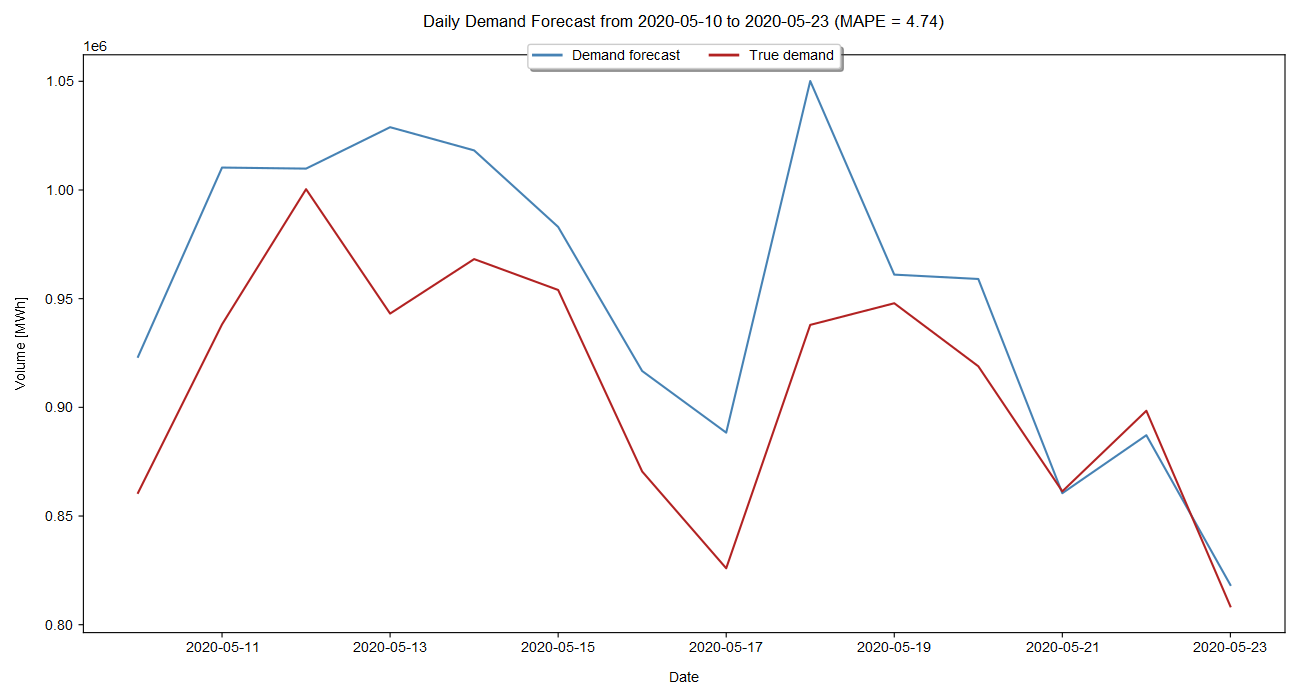 Daily Demand Forecast from 2020-05-10 to 2020-05-23 (MAPE = 4.74)
1e6
Demand forecast True demand
1.05
1.00
0.95
0.90
0.85
0.80
Volume [MWh]
2020-05-11 2020-05-13 2020-05-15 2020-05-17 2020-05-19 2020-05-21 2020-05-23
Date